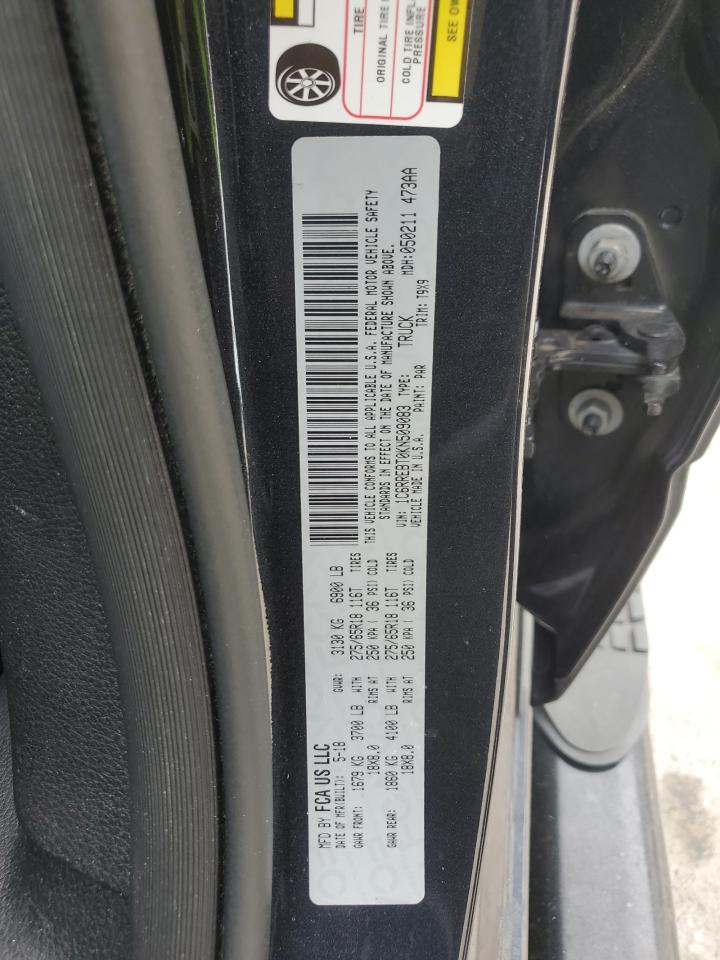 TIRE
ORIGINAL TIRE
COLD TIRE INFL
PRESSURE
SEE OW
MFD BY FCA US LLC
DATE OF MFR(BUILT): 5-18 GVWR: 3130 KG 6900 LB
GAWR FRONT: 1679 KG 3700 LB WITH 275/65R18 116T TIRES
18X8.0 RIMS AT 250 KPA ( 36 PSI) COLD
GAWR REAR: 1860 KG 4100 LB WITH 275/65R18 116T TIRES
18X8.0 RIMS AT 250 KPA ( 36 PSI) COLD
THIS VEHICLE CONFORMS TO ALL APPLICABLE U.S.A. FEDERAL MOTOR VEHICLE SAFETY
STANDARDS IN EFFECT ON THE DATE OF MANUFACTURE SHOWN ABOVE.
VIN: 1C6RREBT0KN509083 TYPE: TRUCK MDH:050211 473AA
VEHICLE MADE IN U.S.A. PAINT: PAR TRIM: T9X9